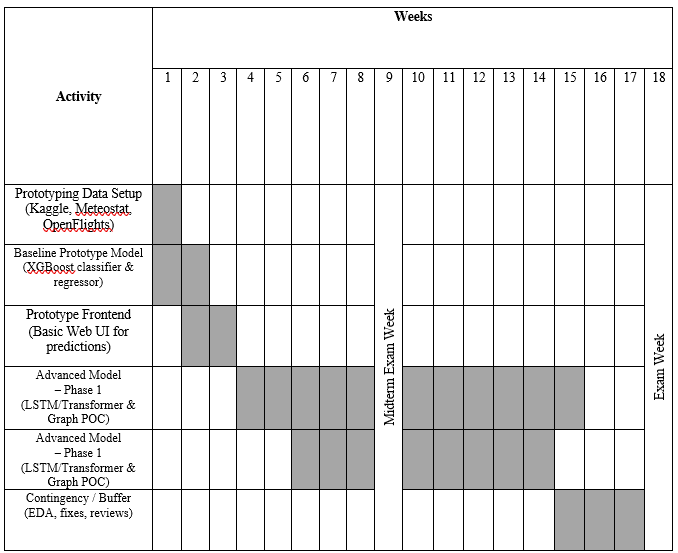 Weeks
Activity
1 2 3 4 5 6 7 8 9 10 11 12 13 14 15 16 17 18
Prototyping Data Setup
(Kaggle, Meteostat,
OpenFlights)
Baseline Prototype Model
(XGBoost classifier &
regressor)
Prototype Frontend
(Basic Web UI for
predictions)
Advanced Model
– Phase 1
(LSTM/Transformer &
Graph POC)
Advanced Model
– Phase 1
(LSTM/Transformer &
Graph POC)
Contingency / Buffer
(EDA, fixes, reviews)
Midterm Exam Week
Exam Week